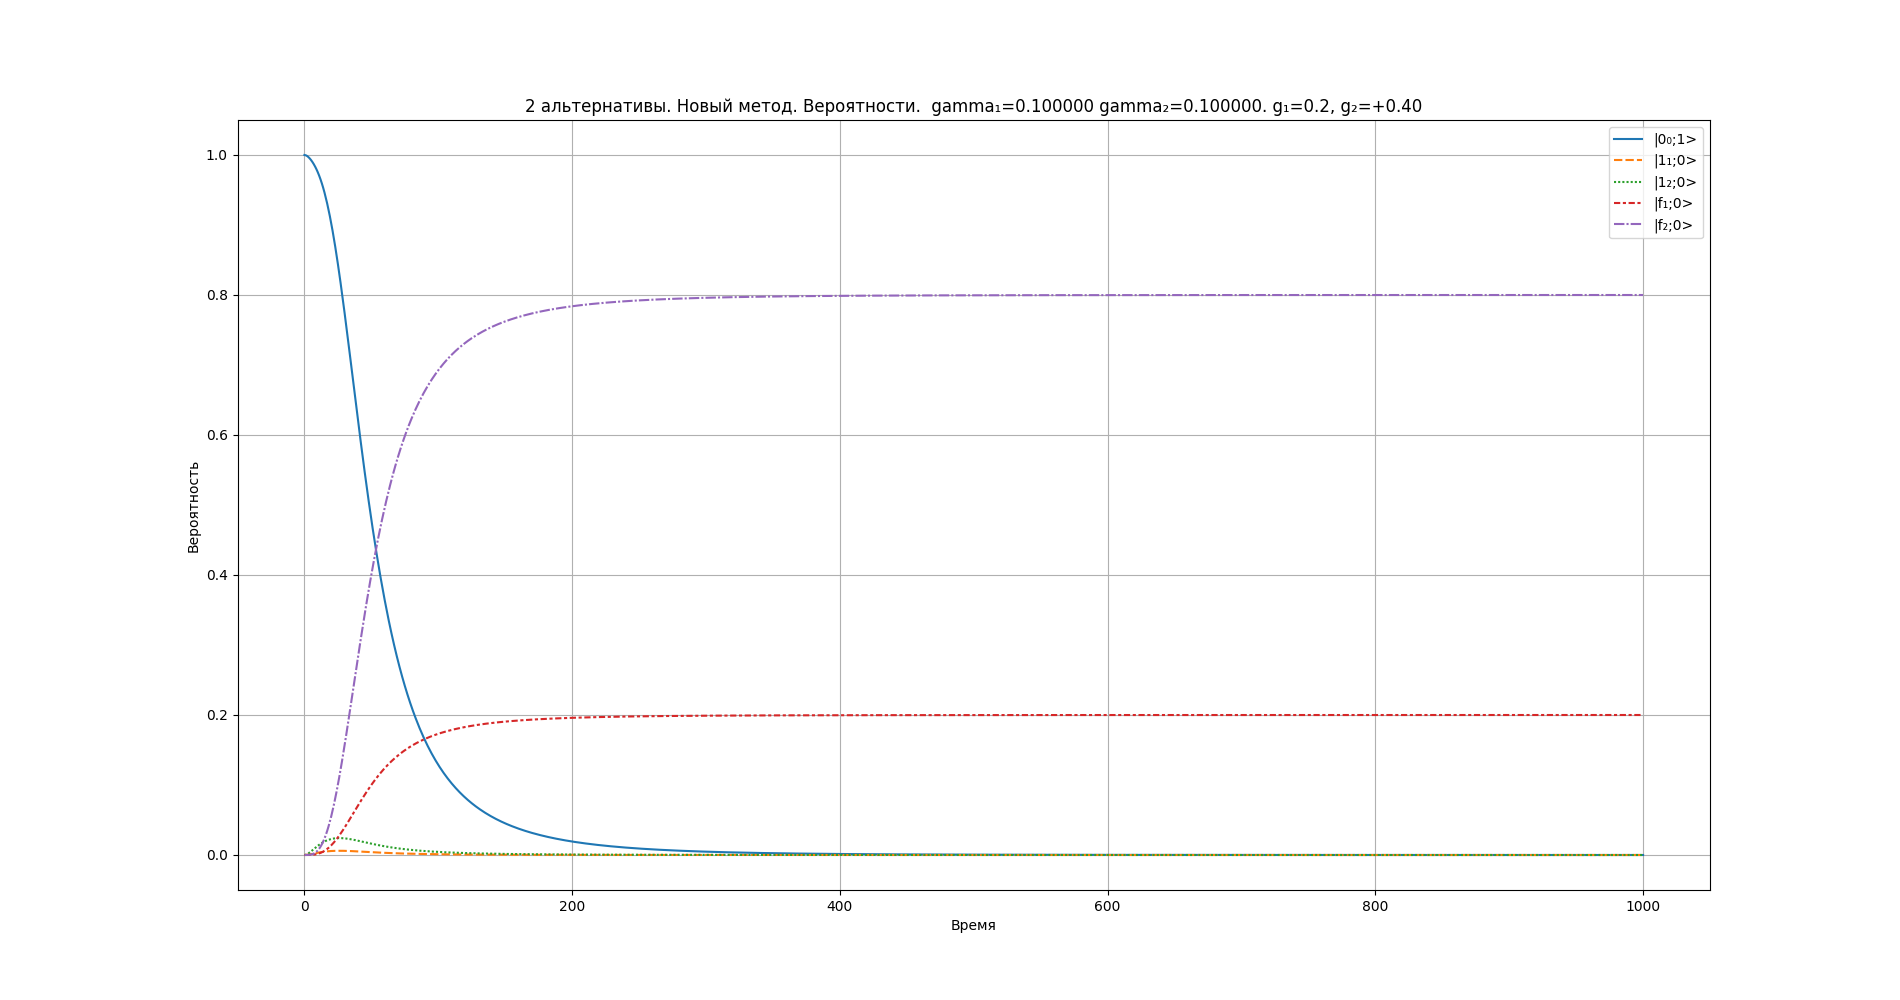 2 альтернативы. Новый метод. Вероятности.  gamma₁=0.100000 gamma₂=0.100000. g₁=0.2, g₂=+0.40
|0₀;1>
|1₁;0>
|1₂;0>
|f₁;0>
|f₂;0>
Вероятность
1.0
0.8
0.6
0.4
0.2
0.0
0 200 400 600 800 1000
Время